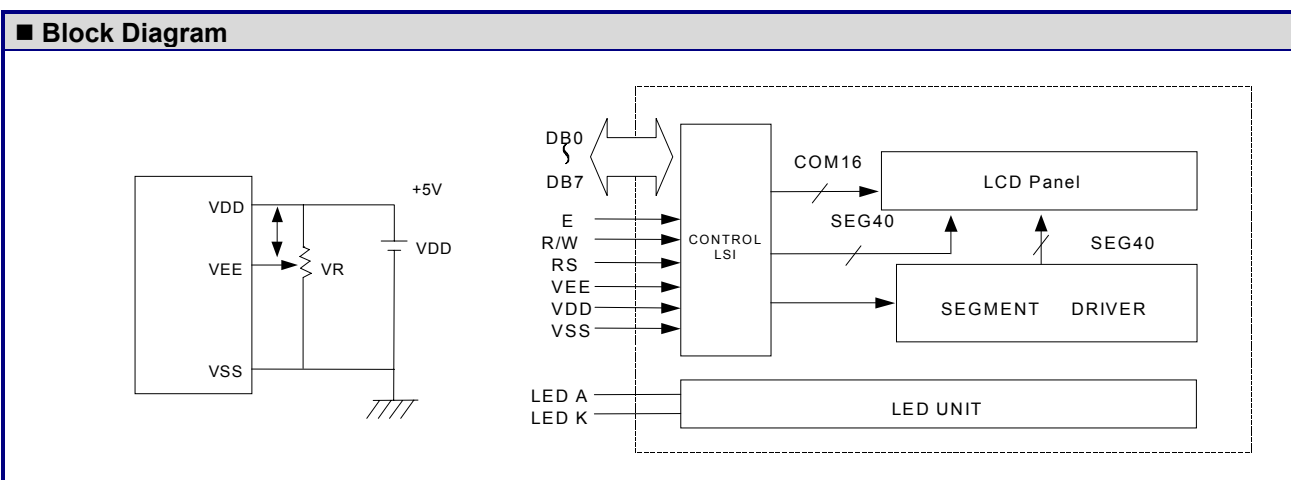 ■ Block Diagram
VDD
+5V
VDD
VEE
VR
VSS
DB0
DB7
E
R/W
RS
VEE
VDD
VSS
CONTROL
LSI
COM16
LCD Panel
SEG40
SEG40
SEGMENT DRIVER
LED A
LED K
LED UNIT